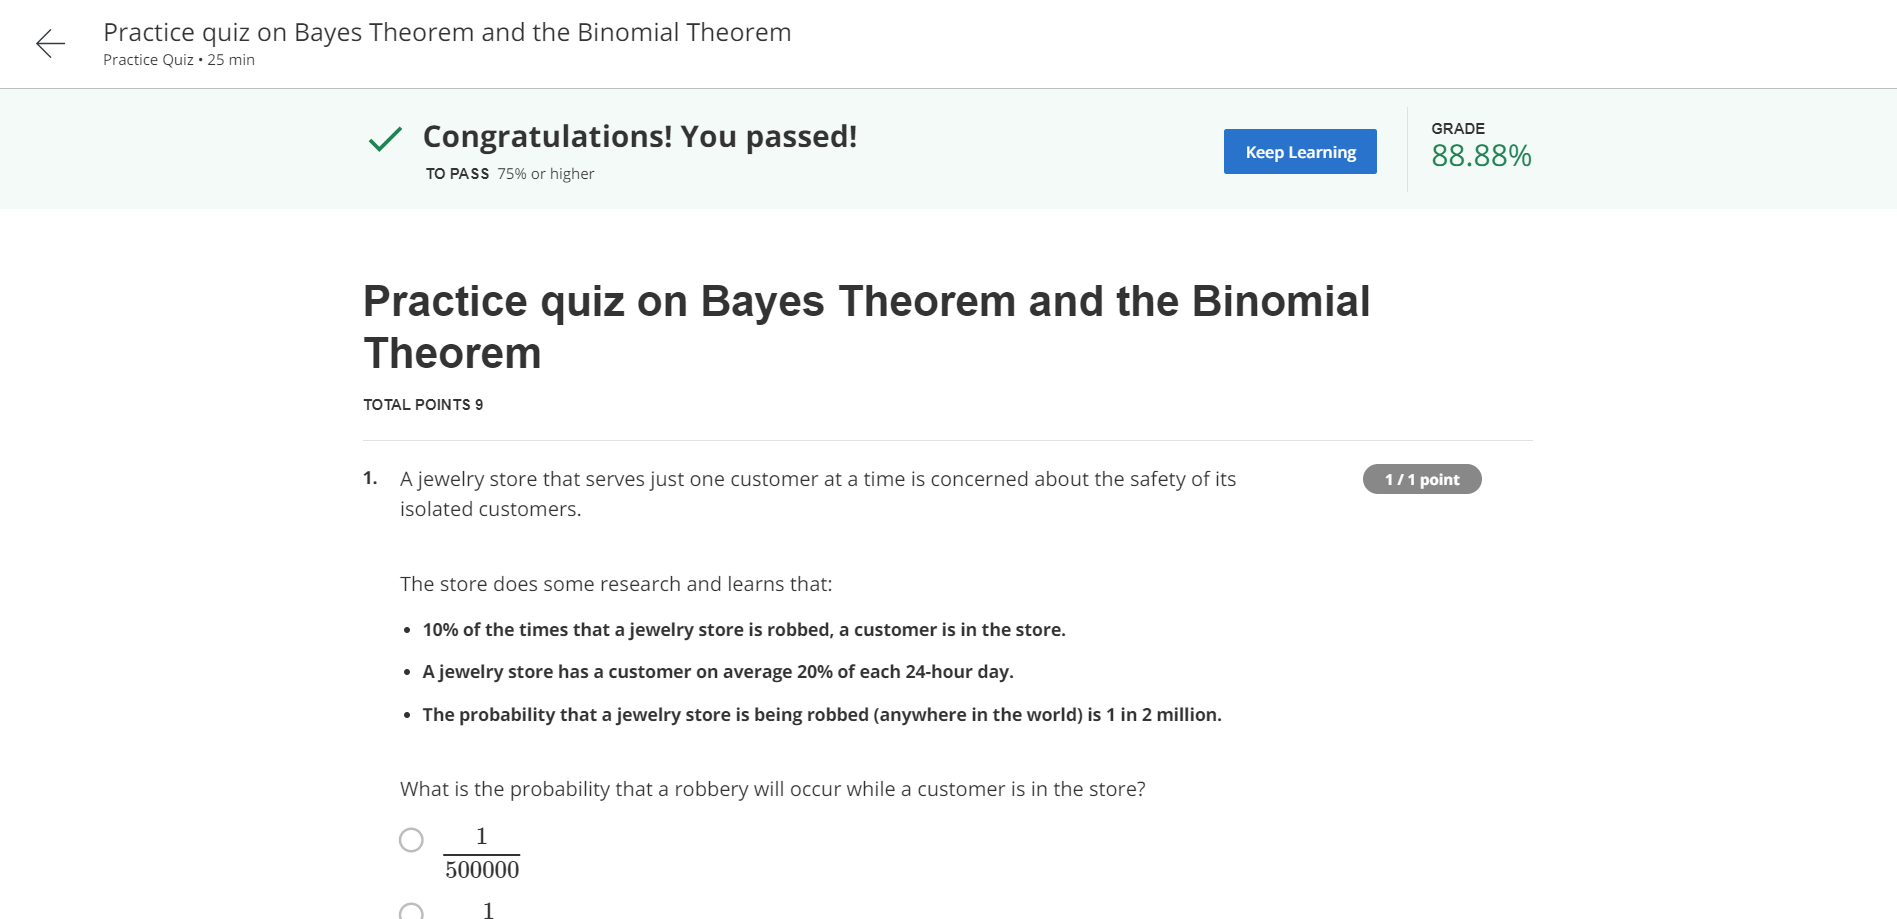 Practice quiz on Bayes Theorem and the Binomial Theorem
Practice Quiz • 25 min
Congratulations! You passed!
TO PASS 75% or higher
Keep Learning
GRADE
88.88%
Practice quiz on Bayes Theorem and the Binomial
Theorem
TOTAL POINTS 9
1. A jewelry store that serves just one customer at a time is concerned about the safety of its
isolated customers.
1 / 1 point
The store does some research and learns that:
• 10% of the times that a jewelry store is robbed, a customer is in the store.
• A jewelry store has a customer on average 20% of each 24-hour day.
• The probability that a jewelry store is being robbed (anywhere in the world) is 1 in 2 million.
What is the probability that a robbery will occur while a customer is in the store?
1
500000
1